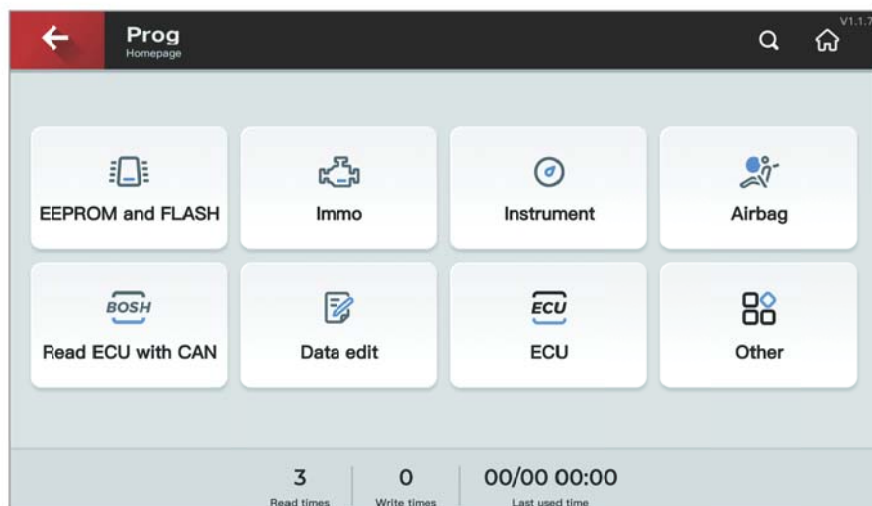 Prog
Homepage
V1.1.7
EEPROM and FLASH
Immo
Instrument
Airbag
BOSH
Read ECU with CAN
Data edit
ECU
ECU
Other
3
0
00/00 00:00
Read times
Write times
Last used time